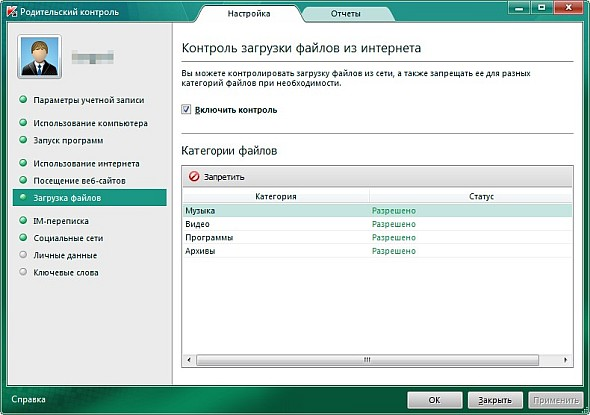 Родительский контроль
Настройка
Отчеты
Параметры учетной записи
Использование компьютера
Запуск программ
Использование интернета
Посещение веб-сайтов
Загрузка файлов
IM-переписка
Социальные сети
Личные данные
Ключевые слова
Контроль загрузки файлов из интернета
Вы можете контролировать загрузку файлов из сети, а также запрещать ее для разных
категорий файлов при необходимости.
Включить контроль
Категории файлов
Запретить
Категория Статус
Музыка Разрешено
Видео Разрешено
Программы Разрешено
Архивы Разрешено
Справка
ОК Закрыть Применить